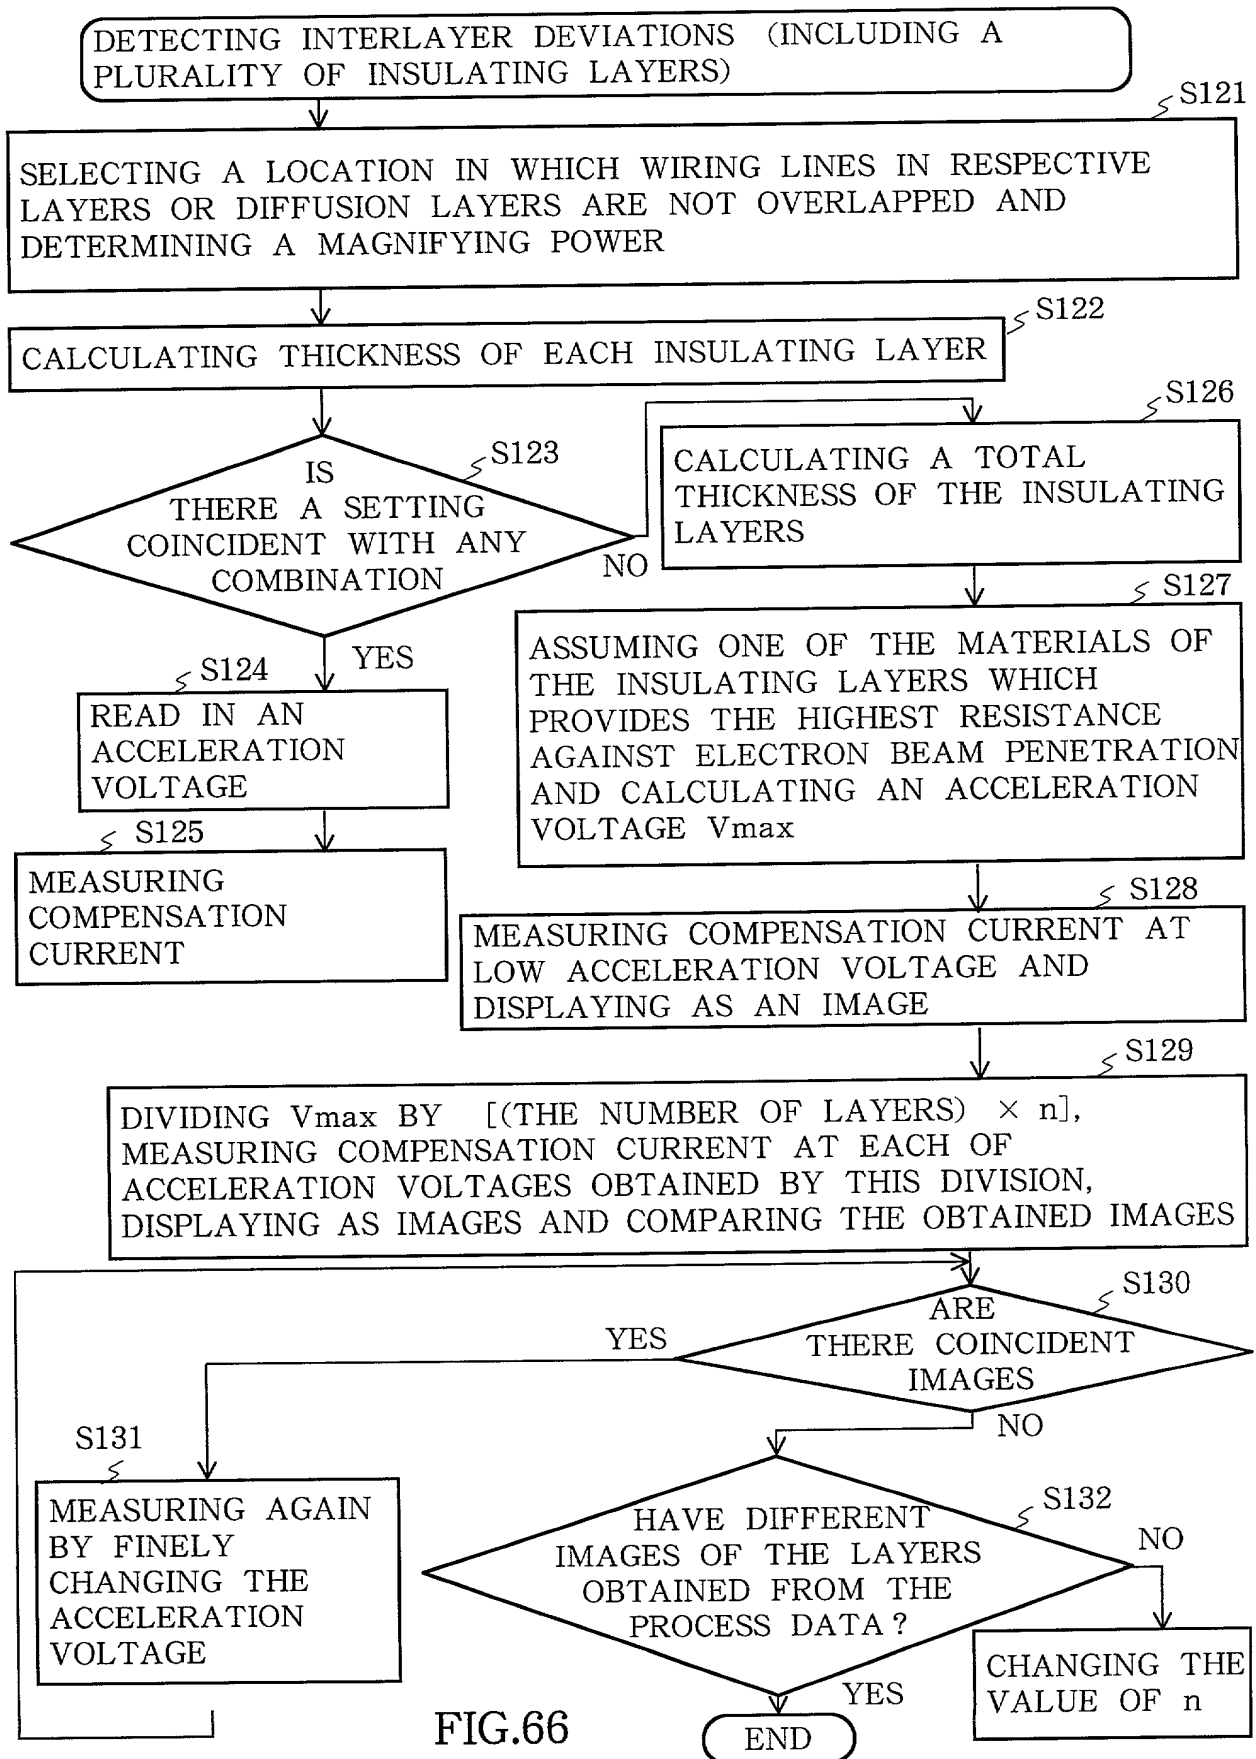 DETECTING INTERLAYER DEVIATIONS (INCLUDING A
PLURALITY OF INSULATING LAYERS)
S121
SELECTING A LOCATION IN WHICH WIRING LINES IN RESPECTIVE
LAYERS OR DIFFUSION LAYERS ARE NOT OVERLAPPED AND
DETERMINING A MAGNIFYING POWER
S122
CALCULATING THICKNESS OF EACH INSULATING LAYER
S123
IS
THERE A SETTING
COINCIDENT WITH ANY
COMBINATION
NO
YES
S124
READ IN AN
ACCELERATION
VOLTAGE
S125
MEASURING
COMPENSATION
CURRENT
S126
CALCULATING A TOTAL
THICKNESS OF THE INSULATING
LAYERS
S127
ASSUMING ONE OF THE MATERIALS OF
THE INSULATING LAYERS WHICH
PROVIDES THE HIGHEST RESISTANCE
AGAINST ELECTRON BEAM PENETRATION
AND CALCULATING AN ACCELERATION
VOLTAGE Vmax
S128
MEASURING COMPENSATION CURRENT AT
LOW ACCELERATION VOLTAGE AND
DISPLAYING AS AN IMAGE
S129
DIVIDING Vmax BY [(THE NUMBER OF LAYERS) × n],
MEASURING COMPENSATION CURRENT AT EACH OF
ACCELERATION VOLTAGES OBTAINED BY THIS DIVISION,
DISPLAYING AS IMAGES AND COMPARING THE OBTAINED IMAGES
S130
ARE
THERE COINCIDENT
IMAGES
YES
NO
S131
MEASURING AGAIN
BY FINELY
CHANGING THE
ACCELERATION
VOLTAGE
S132
HAVE DIFFERENT
IMAGES OF THE LAYERS
OBTAINED FROM THE
PROCESS DATA?
NO
YES
CHANGING THE
VALUE OF n
END
FIG.66